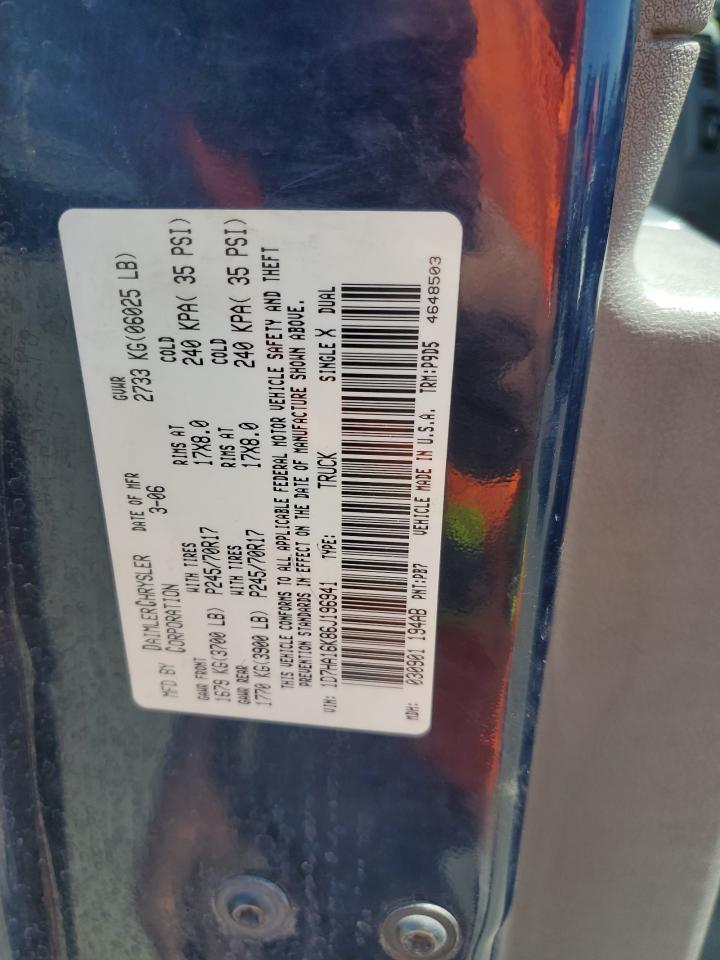 MFD BY DAIMLERCHRYSLER CORPORATION DATE OF MFR 3-06 GVWR 2733 KG(06025 LB)
GAWR FRONT 1679 KG(3700 LB) WITH TIRES P245/70R17 RIMS AT 17X8.0 COLD 240 KPA( 35 PSI)
GAWR REAR 1770 KG(3900 LB) WITH TIRES P245/70R17 RIMS AT 17X8.0 COLD 240 KPA( 35 PSI)
THIS VEHICLE CONFORMS TO ALL APPLICABLE FEDERAL MOTOR VEHICLE SAFETY AND THEFT
PREVENTION STANDARDS IN EFFECT ON THE DATE OF MANUFACTURE SHOWN ABOVE.
VIN: 1D7HA16K86J196941 TYPE: TRUCK SINGLE X DUAL
MDH: 030901 194AB PNT:PB7 VEHICLE MADE IN U.S.A. TRM:P9D5 4648503